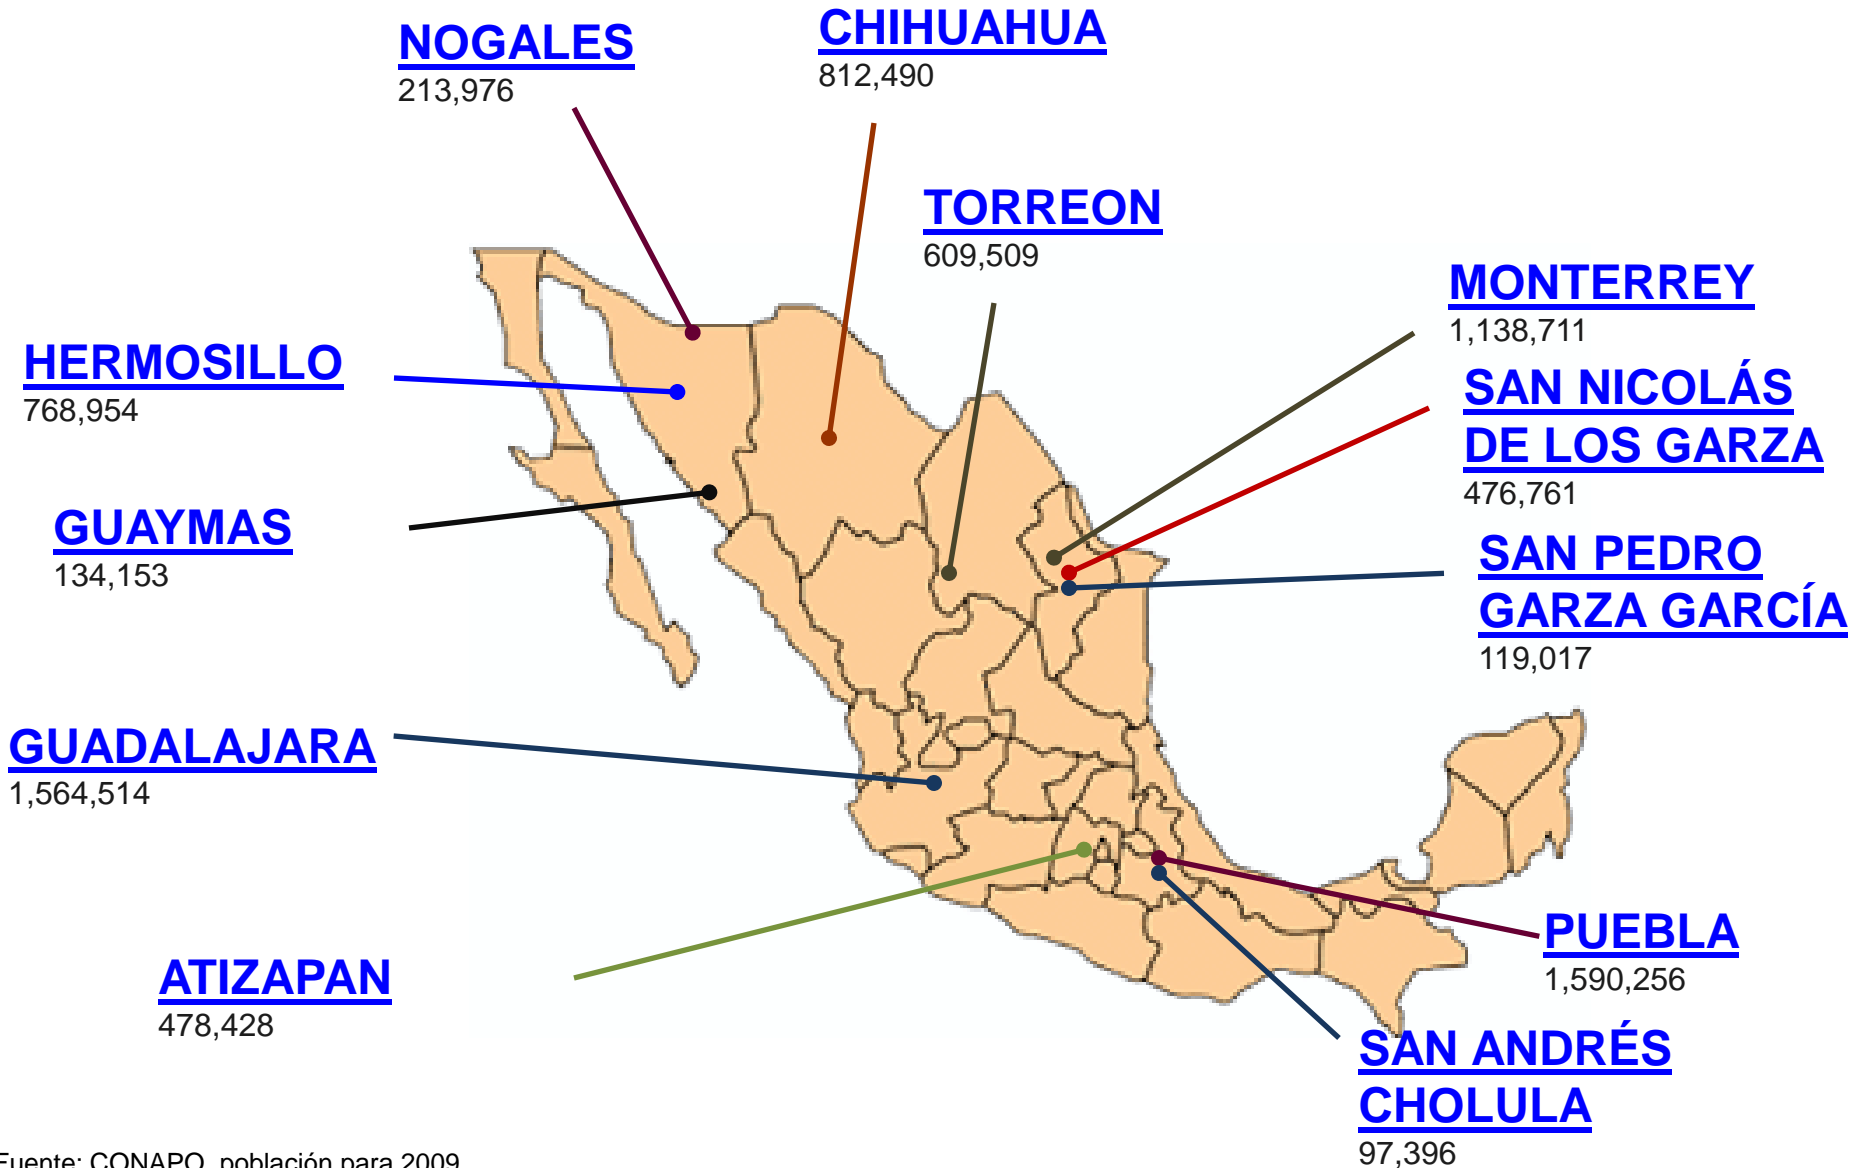 NOGALES
213,976
CHIHUAHUA
812,490
TORREON
609,509
MONTERREY
1,138,711
HERMOSILLO
768,954
SAN NICOLÁS
DE LOS GARZA
476,761
GUAYMAS
134,153
SAN PEDRO
GARZA GARCÍA
119,017
GUADALAJARA
1,564,514
PUEBLA
1,590,256
ATIZAPAN
478,428
SAN ANDRÉS
CHOLULA
97,396
Fuente: CONAPO, población para 2009